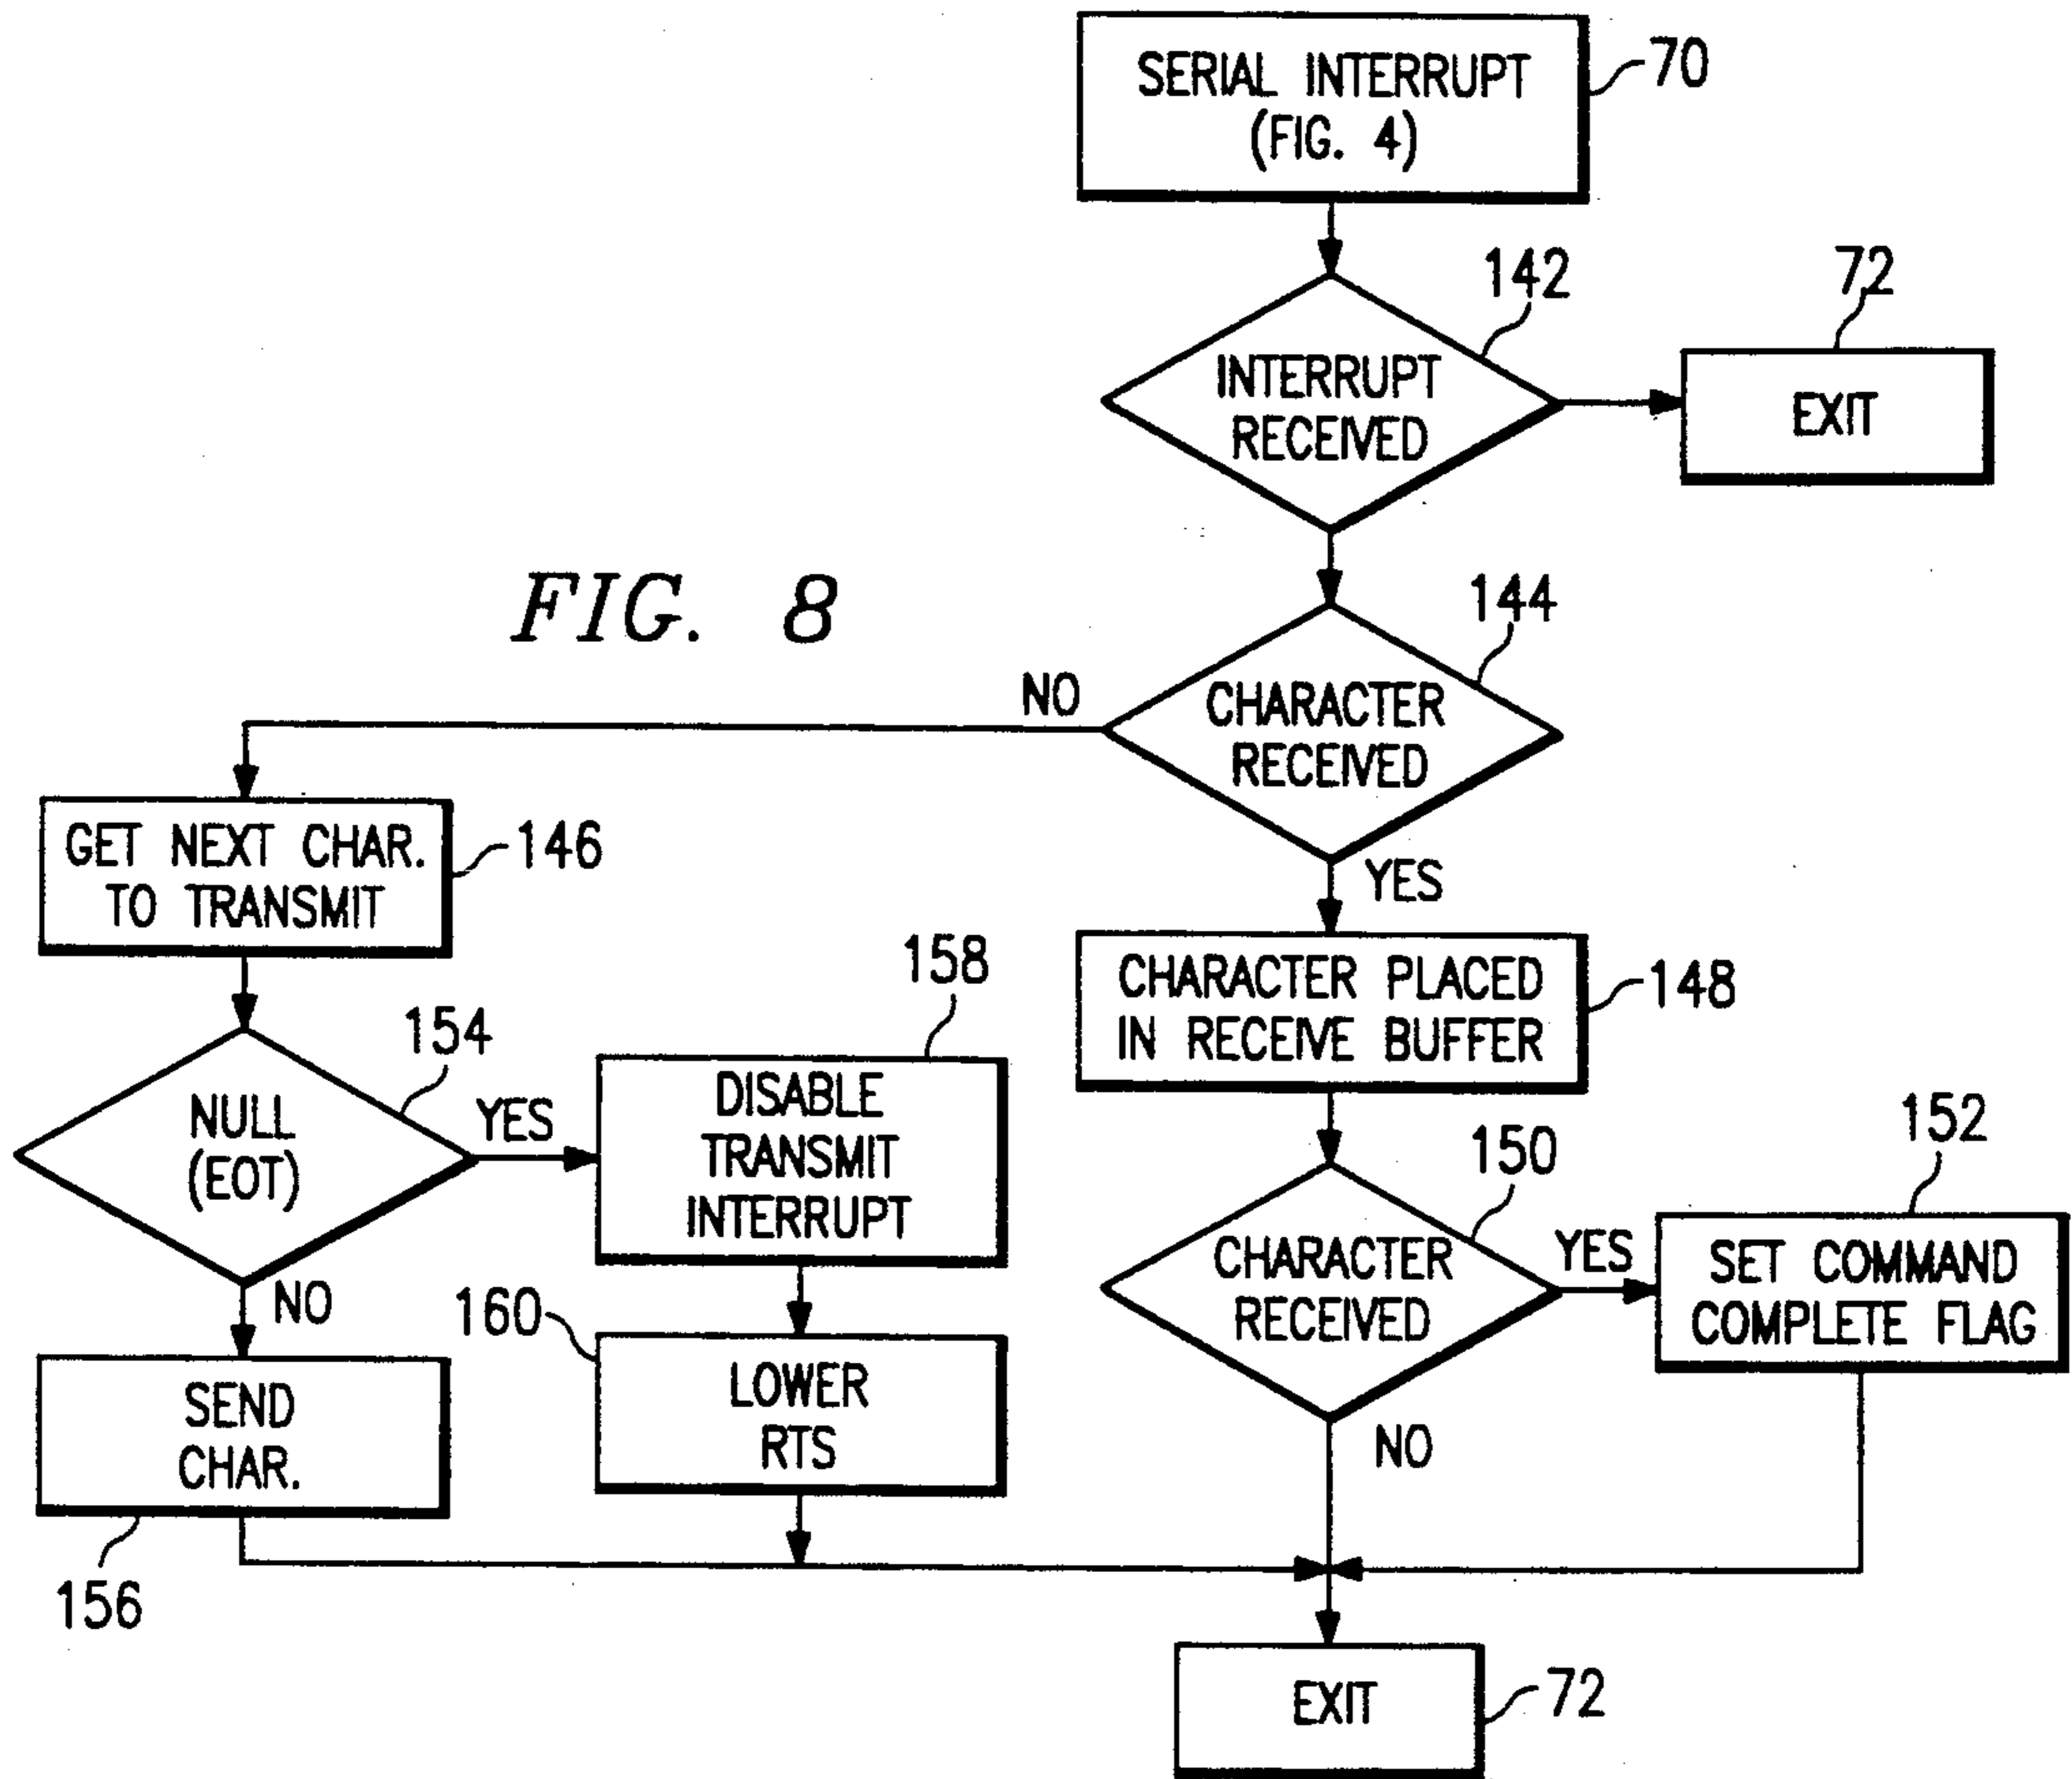 SERIAL INTERRUPT
(FIG. 4)
70
142
72
INTERRUPT
RECEIVED
EXIT
FIG. 8
144
NO
CHARACTER
RECEIVED
YES
GET NEXT CHAR.
TO TRANSMIT
146
158
CHARACTER PLACED
IN RECEIVE BUFFER
148
154
NULL
(EOT)
YES
DISABLE
TRANSMIT
INTERRUPT
150
152
CHARACTER
RECEIVED
YES
SET COMMAND
COMPLETE FLAG
NO
160
LOWER
RTS
NO
SEND
CHAR.
156
EXIT
72